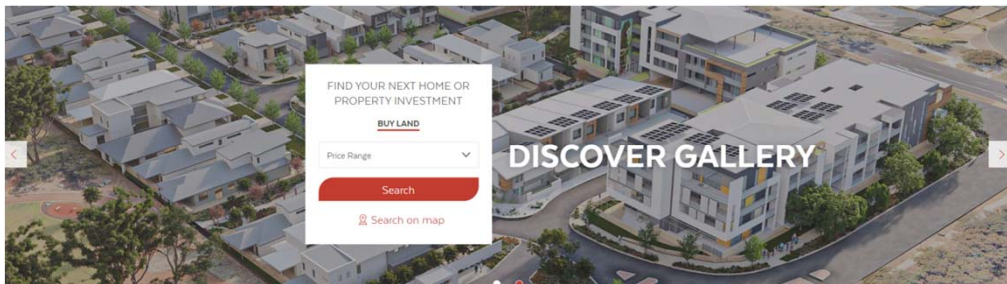 FIND YOUR NEXT HOME OR
PROPERTY INVESTMENT
BUY LAND
Price Range
Search
Search on map
DISCOVER GALLERY